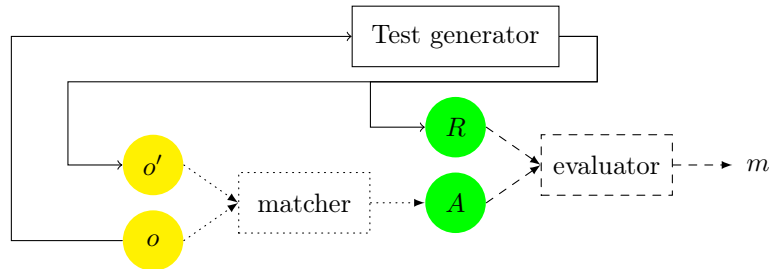 Test generator
R
o′
evaluator
m
matcher
A
o